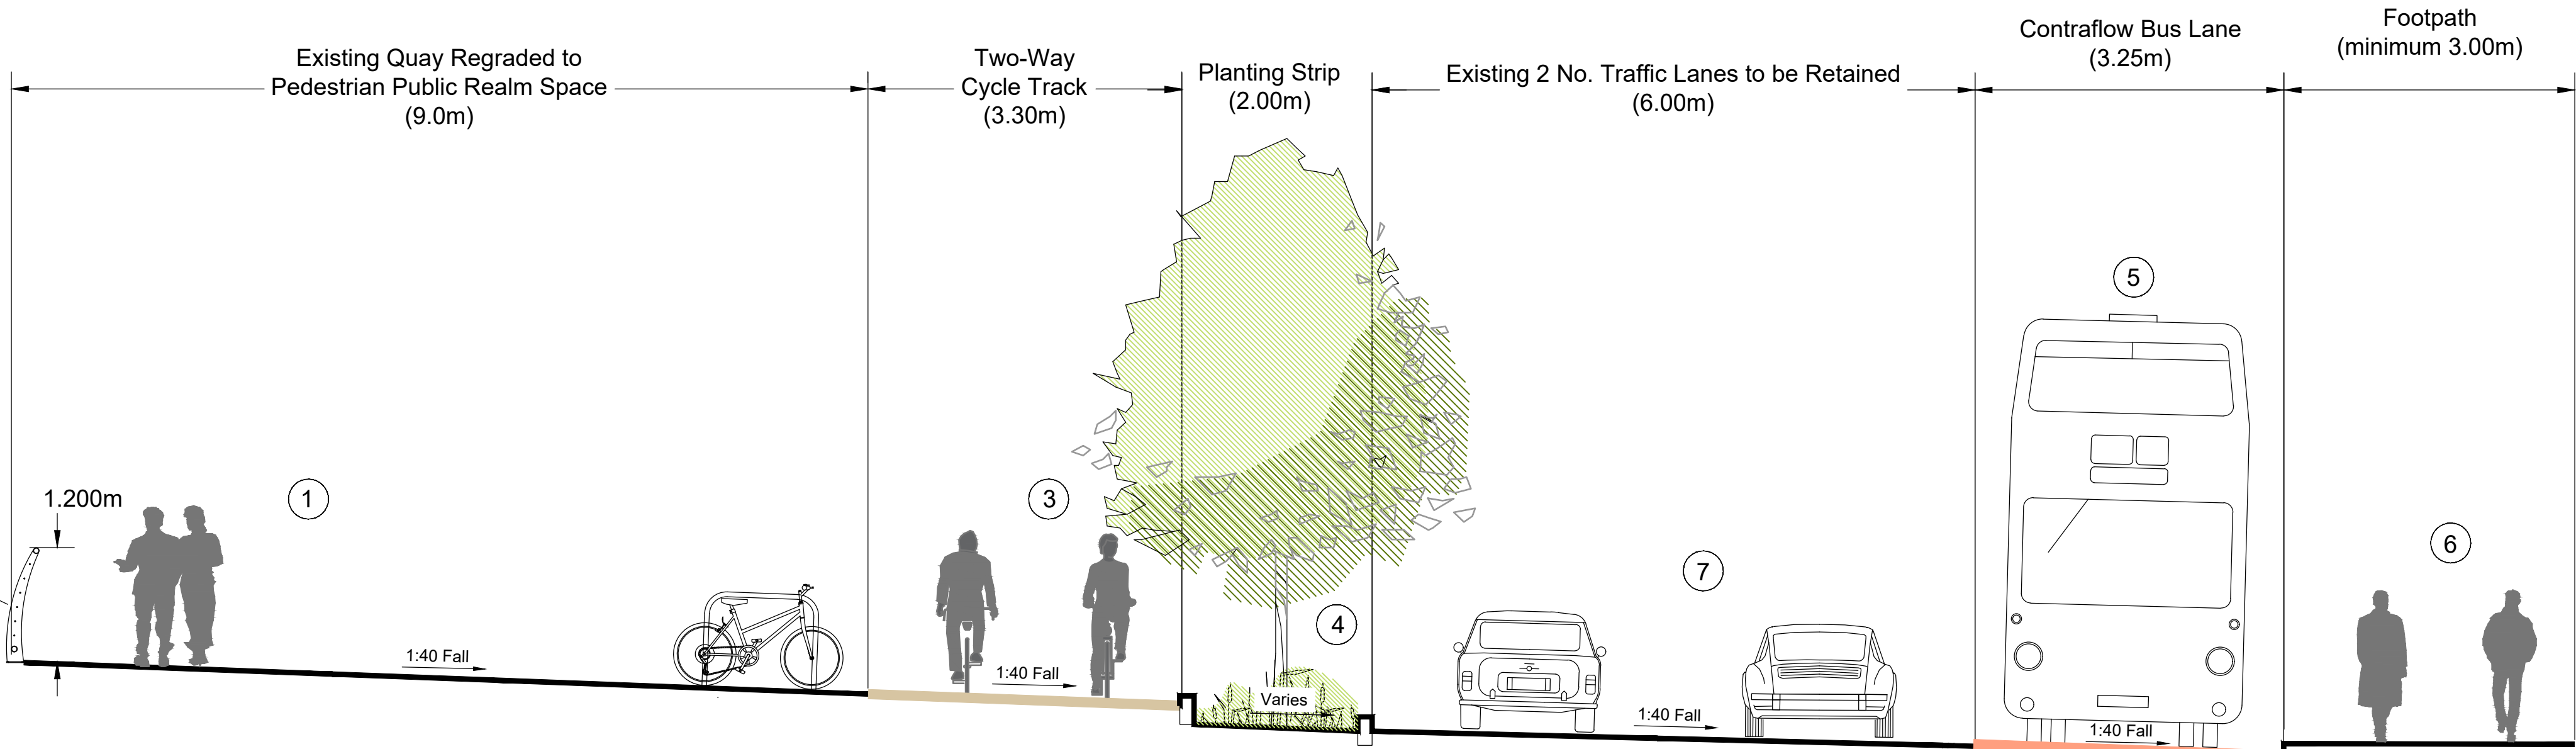 Existing Quay Regraded to
Pedestrian Public Realm Space
(9.0m)
Two-Way
Cycle Track
(3.30m)
Planting Strip
(2.00m)
Existing 2 No. Traffic Lanes to be Retained
(6.00m)
Contraflow Bus Lane
(3.25m)
Footpath
(minimum 3.00m)
1.200m
1
3
4
7
5
6
1:40 Fall
1:40 Fall
Varies
1:40 Fall
1:40 Fall